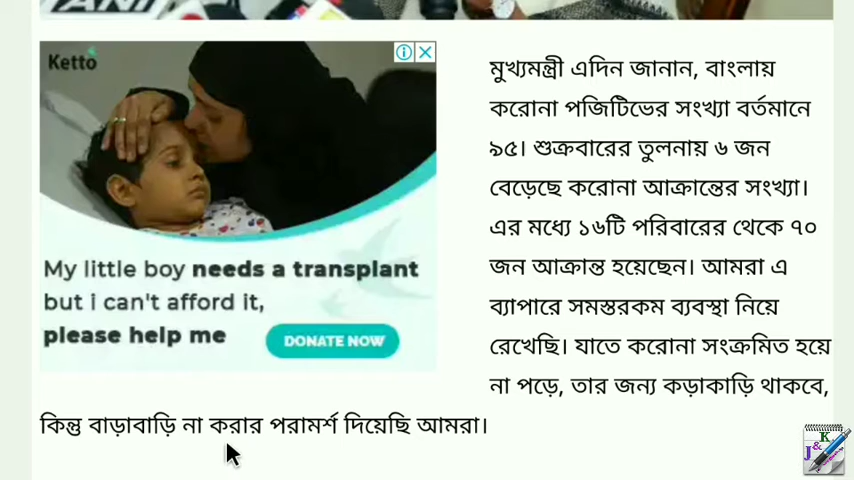 ANI
Ketto
My little boy needs a transplant
but i can't afford it,
please help me
DONATE NOW
মুখ্যমন্ত্রী এদিন জানান, বাংলায়
করোনা পজিটিভের সংখ্যা বর্তমানে
৯৫। শুক্রবারের তুলনায় ৬ জন
বেড়েছে করোনা আক্রান্তের সংখ্যা।
এর মধ্যে ১৬টি পরিবারের থেকে ৭০
জন আক্রান্ত হয়েছেন। আমরা এ
ব্যাপারে সমস্তরকম ব্যবস্থা নিয়ে
রেখেছি। যাতে করোনা সংক্রমিত হয়ে
না পড়ে, তার জন্য কড়াকাড়ি থাকবে,
কিন্তু বাড়াবাড়ি না করার পরামর্শ দিয়েছি আমরা।
J&K